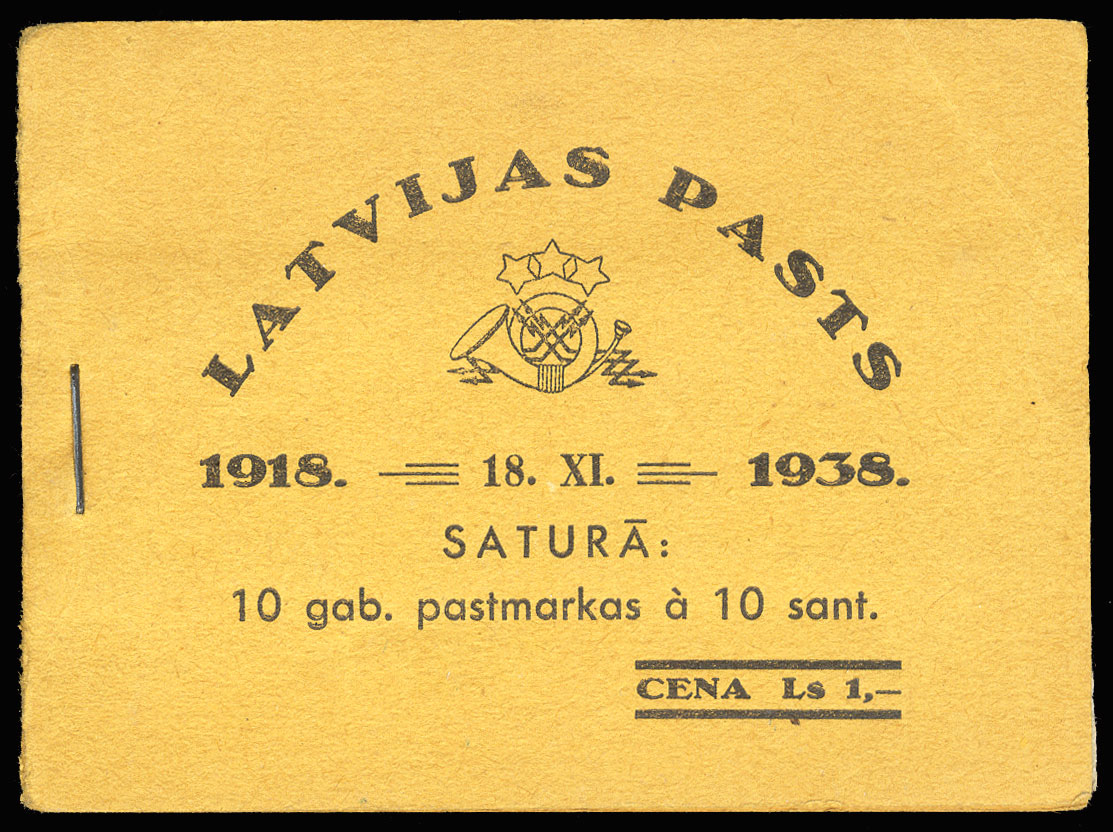 LATVIJAS PASTS
1918. 18. XI. 1938.
SATURĀ:
10 gab. pastmarkas à 10 sant.
CENA Ls 1,—